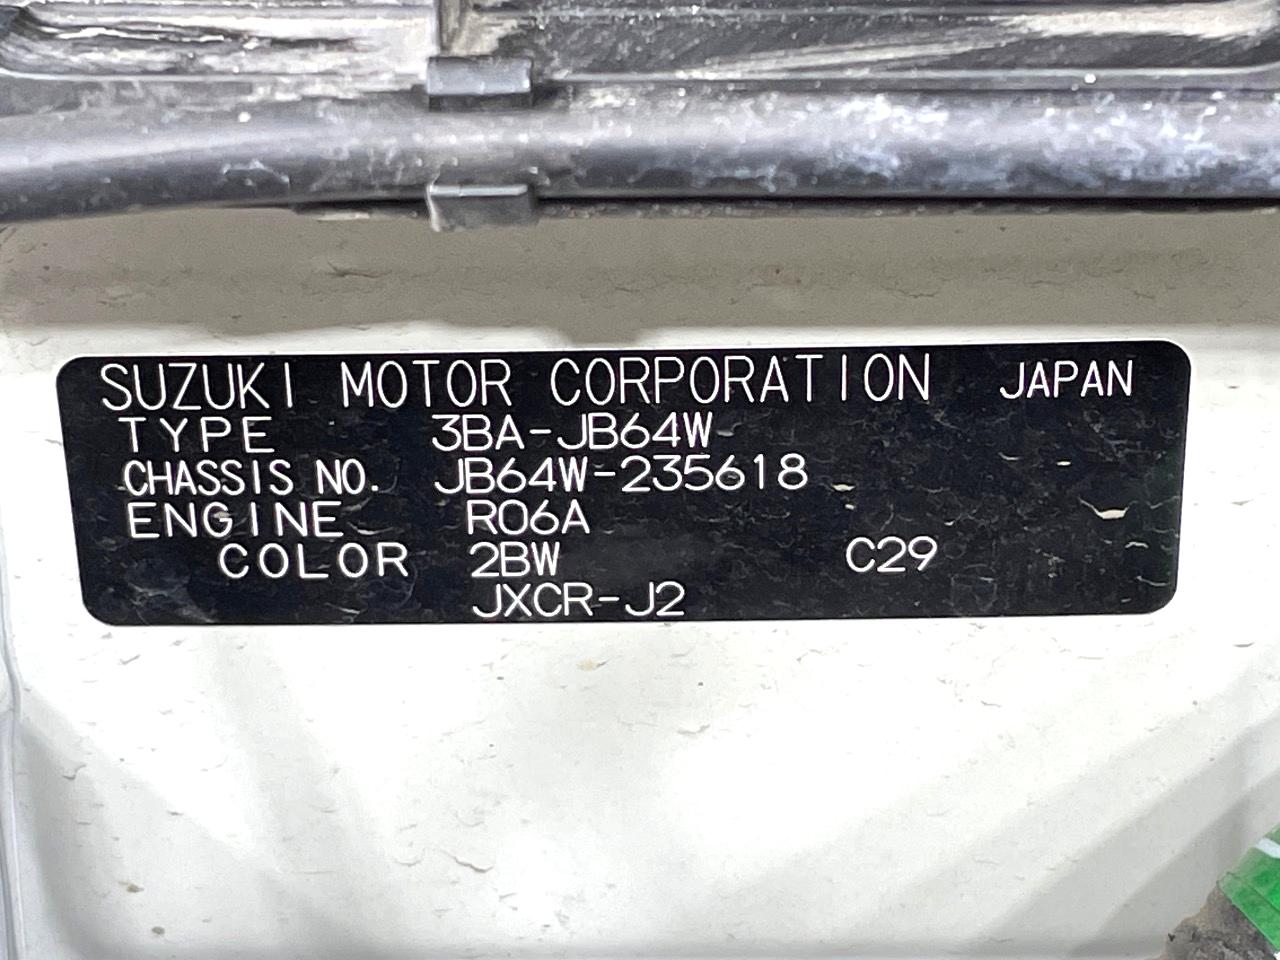 SUZUKI MOTOR CORPORATION JAPAN
TYPE 3BA-JB64W
CHASSIS NO. JB64W-235618
ENGINE R06A
COLOR 2BW C29
JXCR-J2